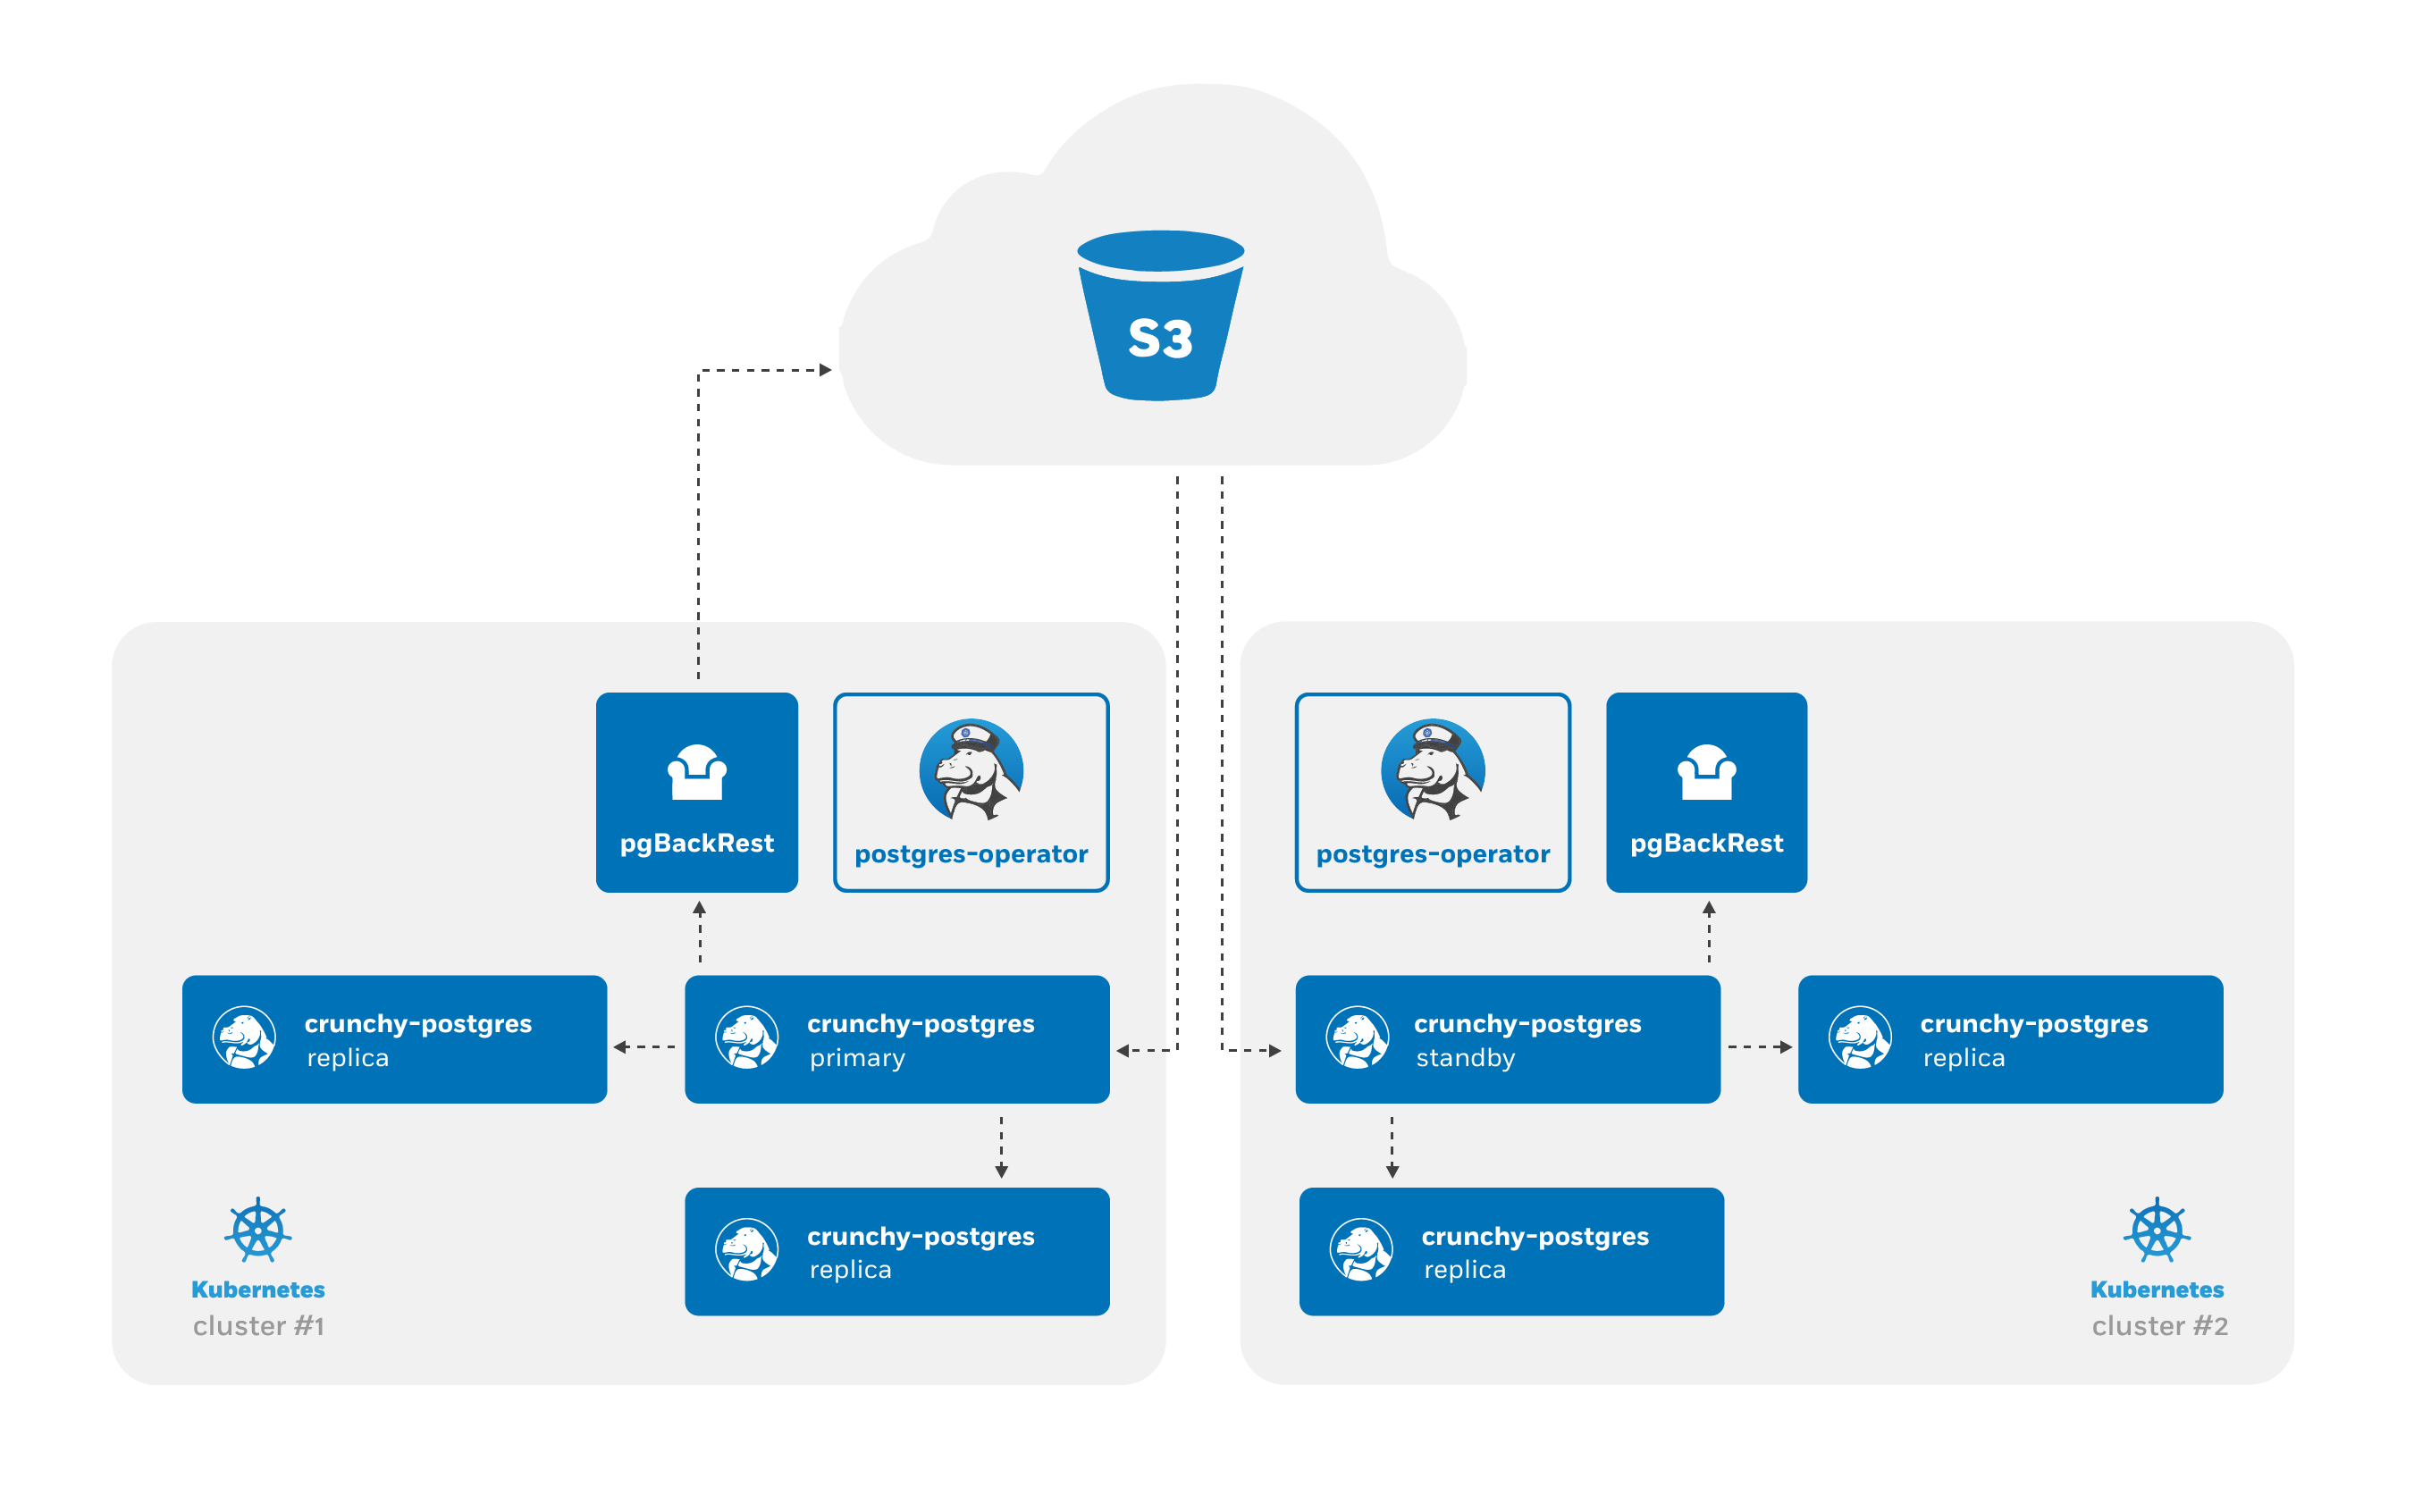 S3
pgBackRest
postgres-operator
postgres-operator
pgBackRest
crunchy-postgres
replica
crunchy-postgres
primary
crunchy-postgres
standby
crunchy-postgres
replica
crunchy-postgres
replica
crunchy-postgres
replica
Kubernetes
cluster #1
Kubernetes
cluster #2